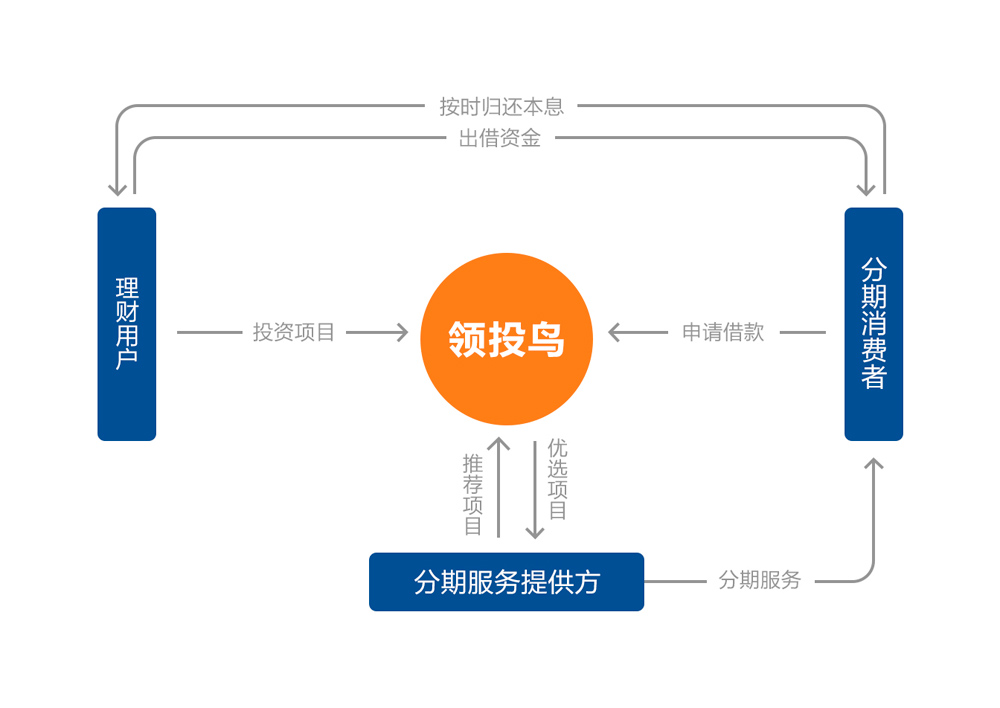 按时归还本息
出借资金
理财用户
投资项目
领投鸟
申请借款
分期消费者
推荐项目
优选项目
分期服务提供方
分期服务